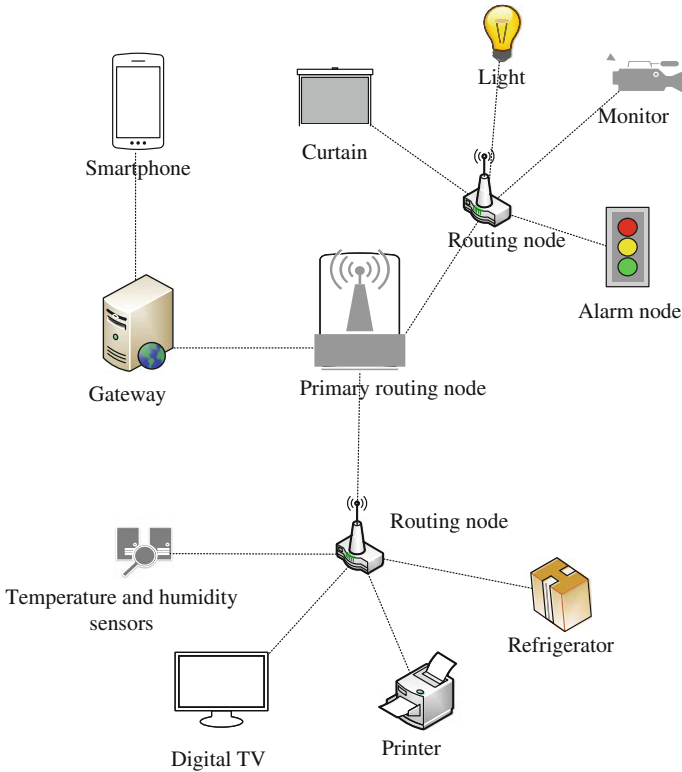 Light
Monitor
Curtain
Smartphone
Routing node
Alarm node
Gateway
Primary routing node
Routing node
Temperature and humidity
sensors
Refrigerator
Digital TV
Printer